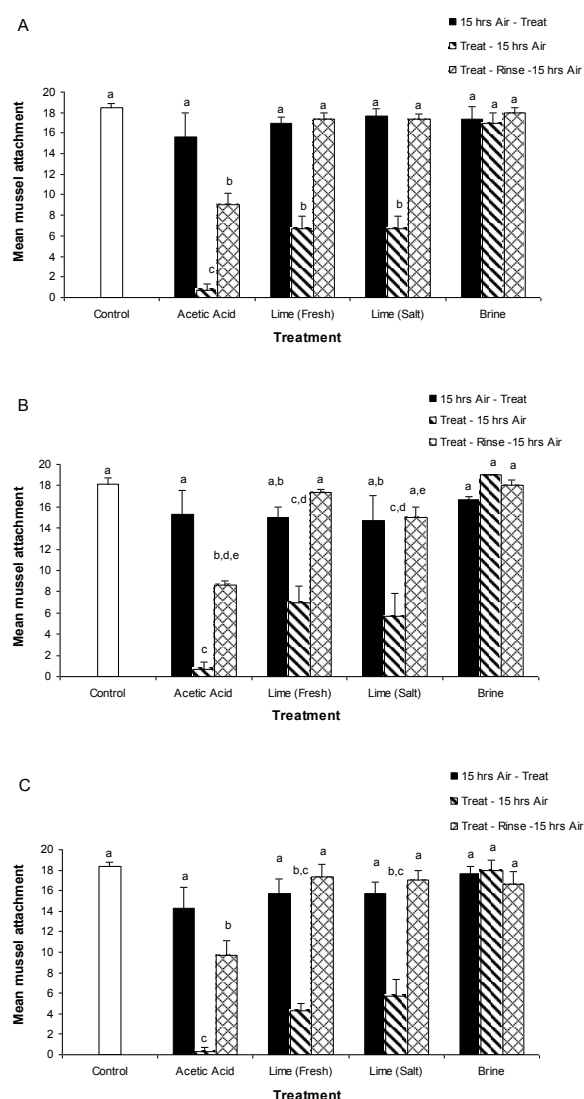 A
15 hrs Air - Treat
Treat - 15 hrs Air
Treat - Rinse -15 hrs Air
Mean mussel attachment
20
18
16
14
12
10
8
6
4
2
0
a
a
c
b
a
b
a
a
b
a
a
a
a
Control
Acetic Acid
Lime (Fresh)
Lime (Salt)
Brine
Treatment
B
15 hrs Air - Treat
Treat - 15 hrs Air
Treat - Rinse -15 hrs Air
Mean mussel attachment
20
18
16
14
12
10
8
6
4
2
0
a
a
c
b,d,e
a,b
c,d
a
a,b
c,d
a,e
a
a
a
Control
Acetic Acid
Lime (Fresh)
Lime (Salt)
Brine
Treatment
C
15 hrs Air - Treat
Treat - 15 hrs Air
Treat - Rinse -15 hrs Air
Mean mussel attachment
20
18
16
14
12
10
8
6
4
2
0
a
a
c
b
a
b,c
a
a
b,c
a
a
a
a
Control
Acetic Acid
Lime (Fresh)
Lime (Salt)
Brine
Treatment